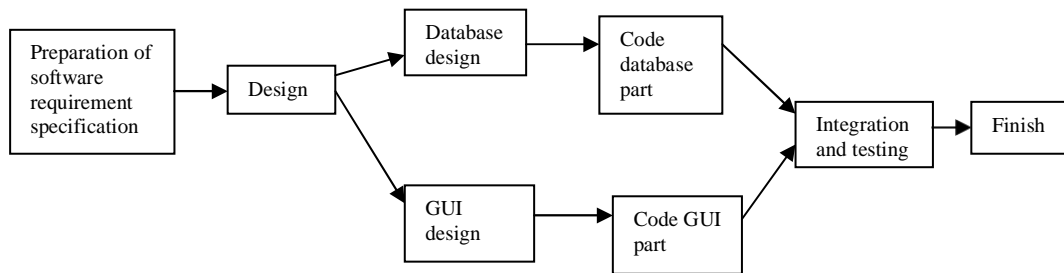 Preparation of
software
requirement
specification
Design
Database
design
Code
database
part
GUI
design
Code GUI
part
Integration
and testing
Finish